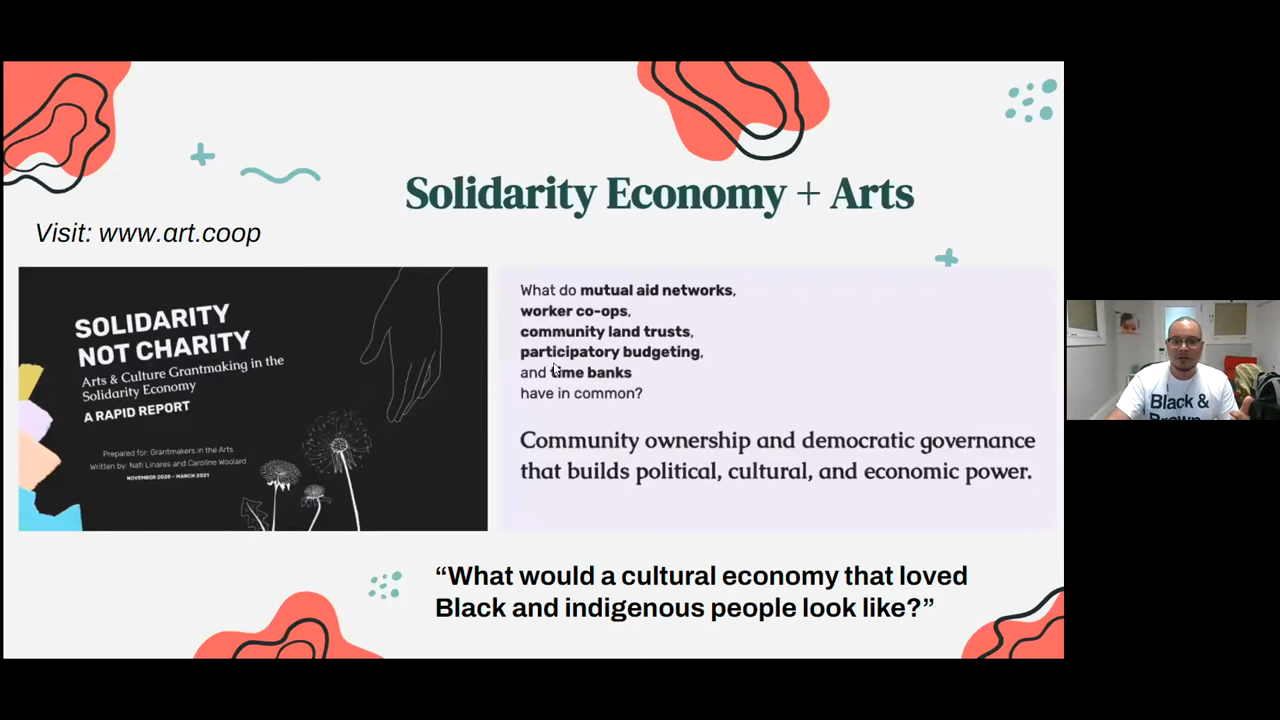 Solidarity Economy + Arts
Visit: www.art.coop
SOLIDARITY
NOT CHARITY
Arts & Culture Grantmaking in the
Solidarity Economy
A RAPID REPORT
Prepared for: Grantmakers in the Arts
Written by: Nati Linares and Caroline Woolard
NOVEMBER 2020 – MARCH 2021
What do mutual aid networks,
worker co-ops,
community land trusts,
participatory budgeting,
and time banks
have in common?
Community ownership and democratic governance
that builds political, cultural, and economic power.
“What would a cultural economy that loved
Black and indigenous people look like?”
Black &
Brown